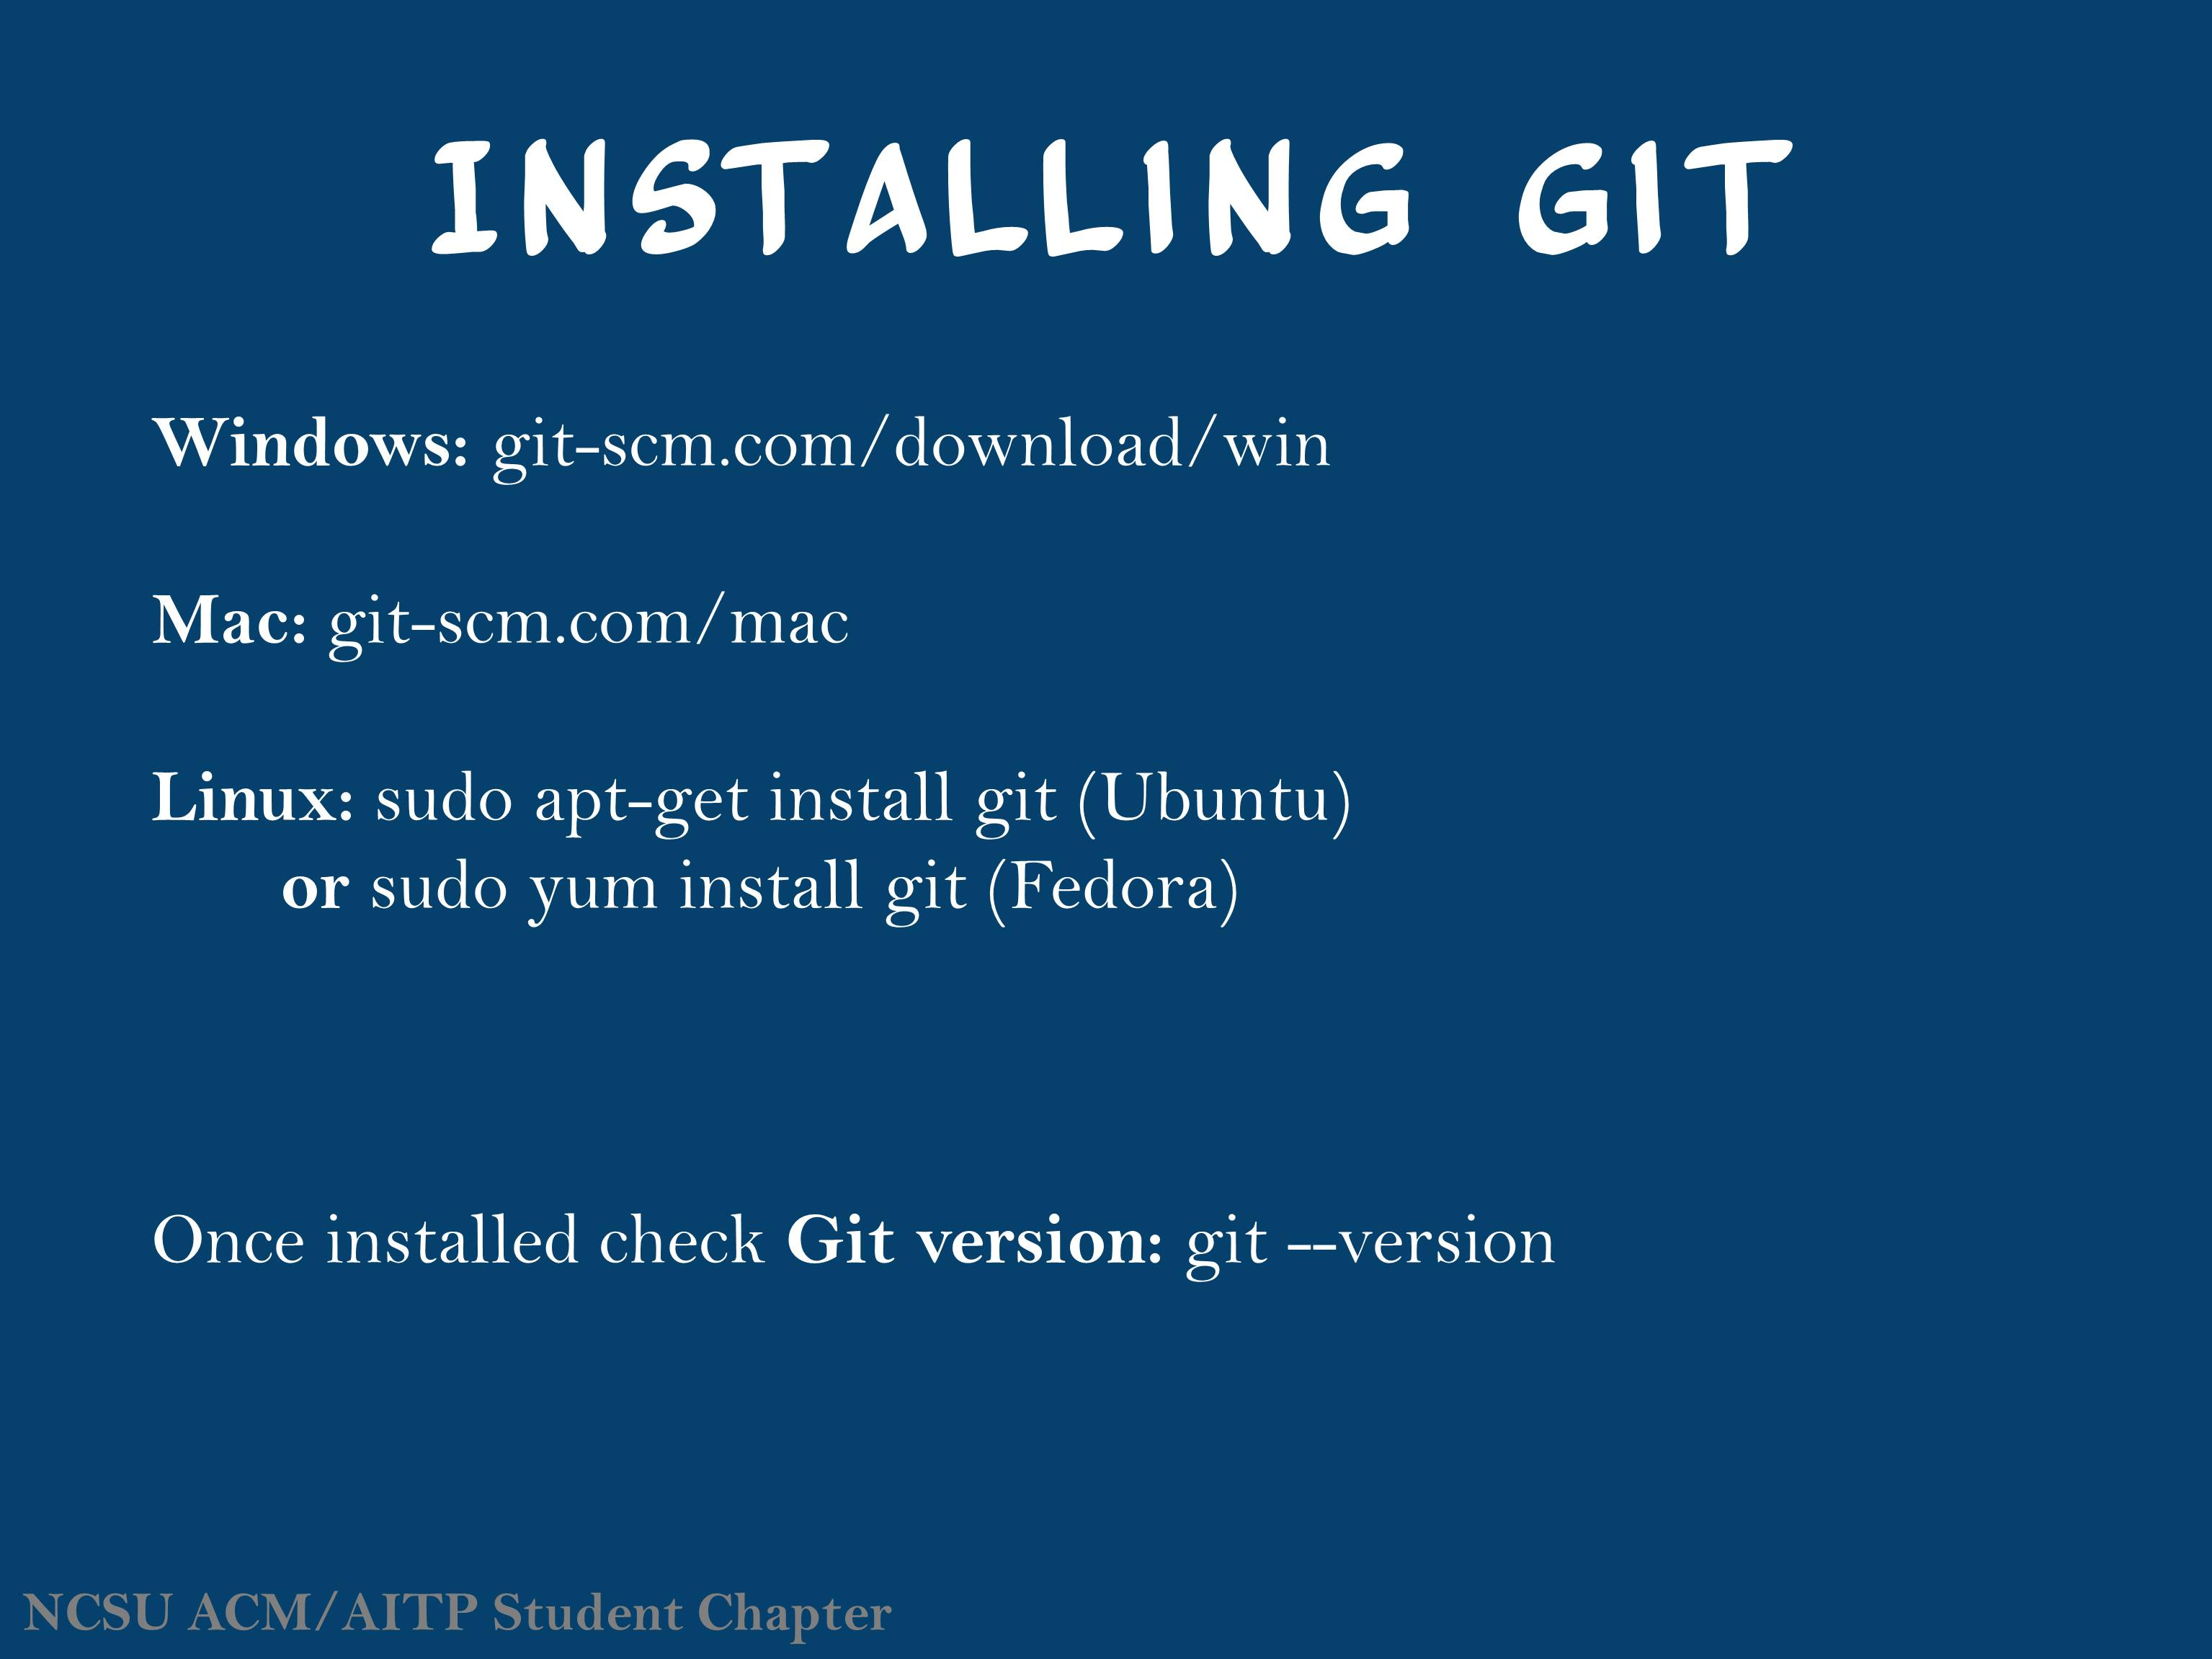 INSTALLING GIT
Windows: git-scm.com/download/win
Mac: git-scm.com/mac
Linux: sudo apt-get install git (Ubuntu)
or sudo yum install git (Fedora)
Once installed check Git version: git --version
NCSU ACM/AITP Student Chapter